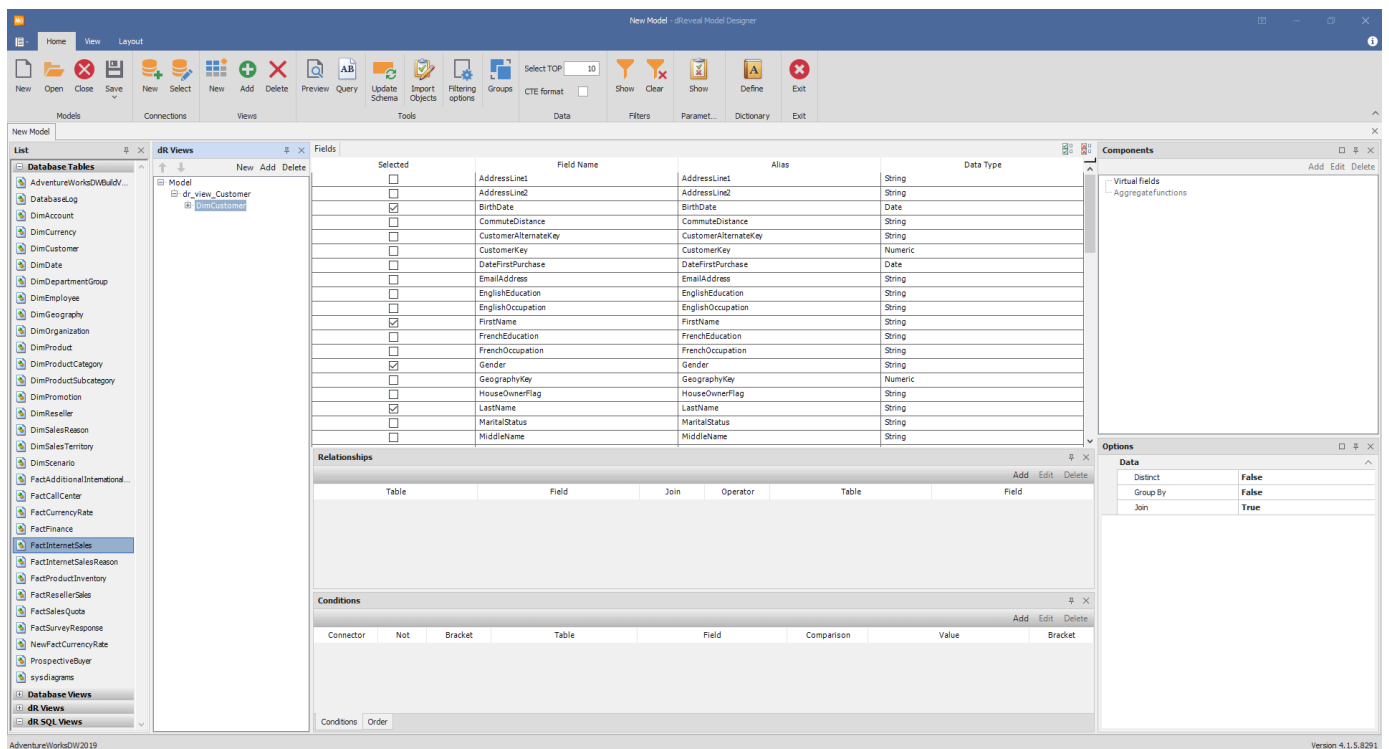 New Model - dReveal Model Designer
Home View Layout
New Open Close Save New Select New Add Delete Preview Query Update Schema Import Objects Filtering options Groups Select TOP 10 CTE format Show Clear Show Define Exit
Models Connections Views Tools Data Filters Paramet... Dictionary Exit
New Model
List
Database Tables
AdventureWorksDWBuildV...
DatabaseLog
DimAccount
DimCurrency
DimCustomer
DimDate
DimDepartmentGroup
DimEmployee
DimGeography
DimOrganization
DimProduct
DimProductCategory
DimProductSubcategory
DimPromotion
DimReseller
DimSalesReason
DimSalesTerritory
DimScenario
FactAdditionalInternational...
FactCallCenter
FactCurrencyRate
FactFinance
FactInternetSales
FactInternetSalesReason
FactProductInventory
FactResellerSales
FactSalesQuota
FactSurveyResponse
NewFactCurrencyRate
ProspectiveBuyer
sysdiagrams
Database Views
dR Views
dR SQL Views
dR Views
New Add Delete
Model
dr_view_Customer
DimCustomer
Fields
Selected Field Name Alias Data Type
AddressLine1 AddressLine1 String
AddressLine2 AddressLine2 String
BirthDate BirthDate Date
CommuteDistance CommuteDistance String
CustomerAlternateKey CustomerAlternateKey String
CustomerKey CustomerKey Numeric
DateFirstPurchase DateFirstPurchase Date
EmailAddress EmailAddress String
EnglishEducation EnglishEducation String
EnglishOccupation EnglishOccupation String
FirstName FirstName String
FrenchEducation FrenchEducation String
FrenchOccupation FrenchOccupation String
Gender Gender String
GeographyKey GeographyKey Numeric
HouseOwnerFlag HouseOwnerFlag String
LastName LastName String
MaritalStatus MaritalStatus String
MiddleName MiddleName String
Relationships
Add Edit Delete
Table Field Join Operator Table Field
Conditions
Add Edit Delete
Connector Not Bracket Table Field Comparison Value Bracket
Conditions Order
Components
Add Edit Delete
Virtual fields
Aggregate functions
Options
Data
Distinct False
Group By False
Join True
AdventureWorksDW2019
Version 4.1.5.8291